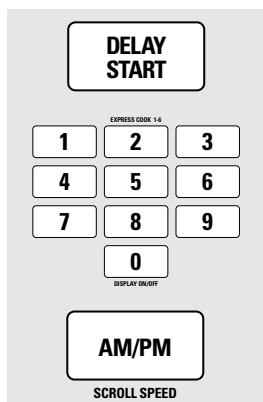 DELAY
START
EXPRESS COOK 1-6
1 2 3
4 5 6
7 8 9
0
DISPLAY ON/OFF
AM/PM
SCROLL SPEED